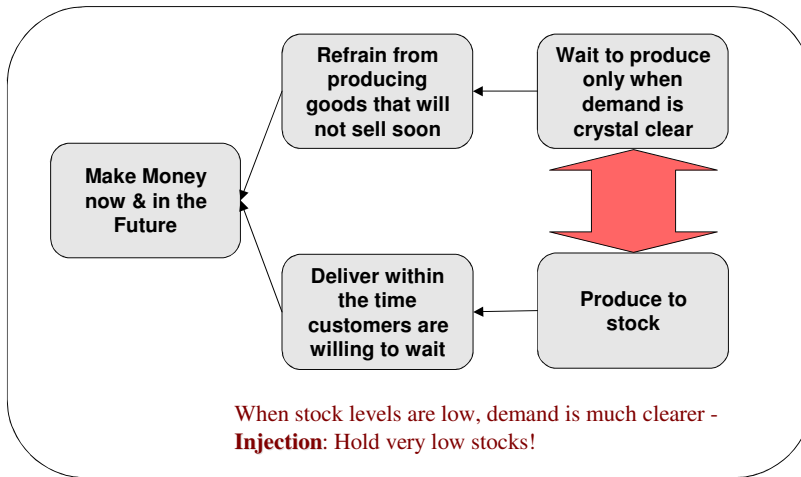 Refrain from
producing
goods that will
not sell soon
Wait to produce
only when
demand is
crystal clear
Make Money
now & in the
Future
Deliver within
the time
customers are
willing to wait
Produce to
stock
When stock levels are low, demand is much clearer -
Injection: Hold very low stocks!